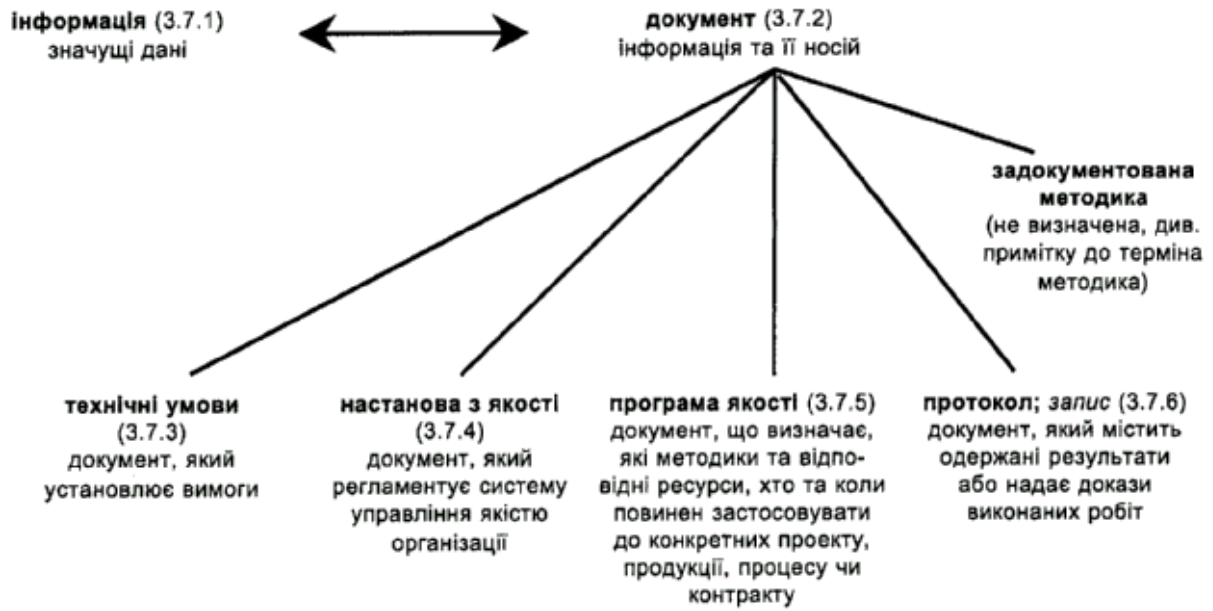 інформація (3.7.1)
значущі дані
документ (3.7.2)
інформація та її носій
задокументована
методика
(не визначена, див.
примітку до терміна
методика)
технічні умови
(3.7.3)
документ, який
установлює вимоги
настанова з якості
(3.7.4)
документ, який
регламентує систему
управління якістю
організації
програма якості (3.7.5)
документ, що визначає,
які методики та відпо-
відні ресурси, хто та коли
повинен застосовувати
до конкретних проекту,
продукції, процесу чи
контракту
протокол; запис (3.7.6)
документ, який містить
одержані результати
або надає докази
виконаних робіт